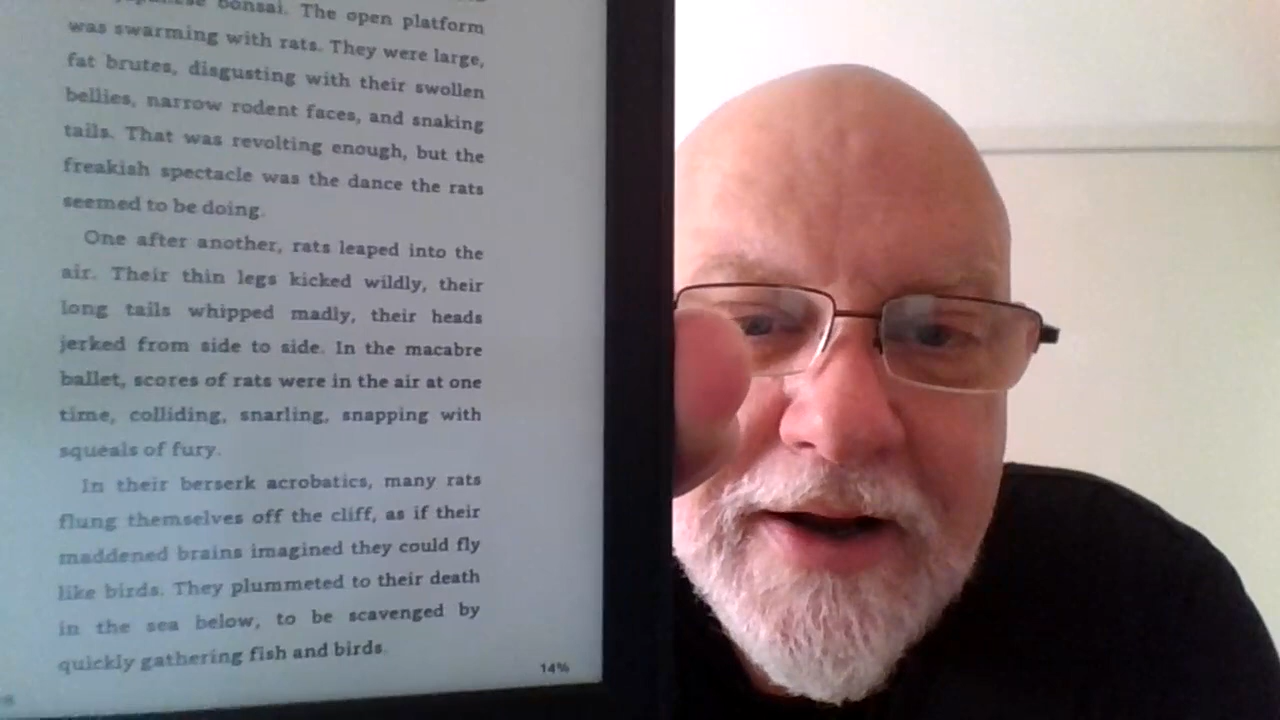 bonsai. The open platform
was swarming with rats. They were large,
fat brutes, disgusting with their swollen
bellies, narrow rodent faces, and snaking
tails. That was revolting enough, but the
freakish spectacle was the dance the rats
seemed to be doing.
One after another, rats leaped into the
air. Their thin legs kicked wildly, their
long tails whipped madly, their heads
jerked from side to side. In the macabre
ballet, scores of rats were in the air at one
time, colliding, snarling, snapping with
squeals of fury.
In their berserk acrobatics, many rats
flung themselves off the cliff, as if their
maddened brains imagined they could fly
like birds. They plummeted to their death
in the sea below, to be scavenged by
quickly gathering fish and birds.
14%